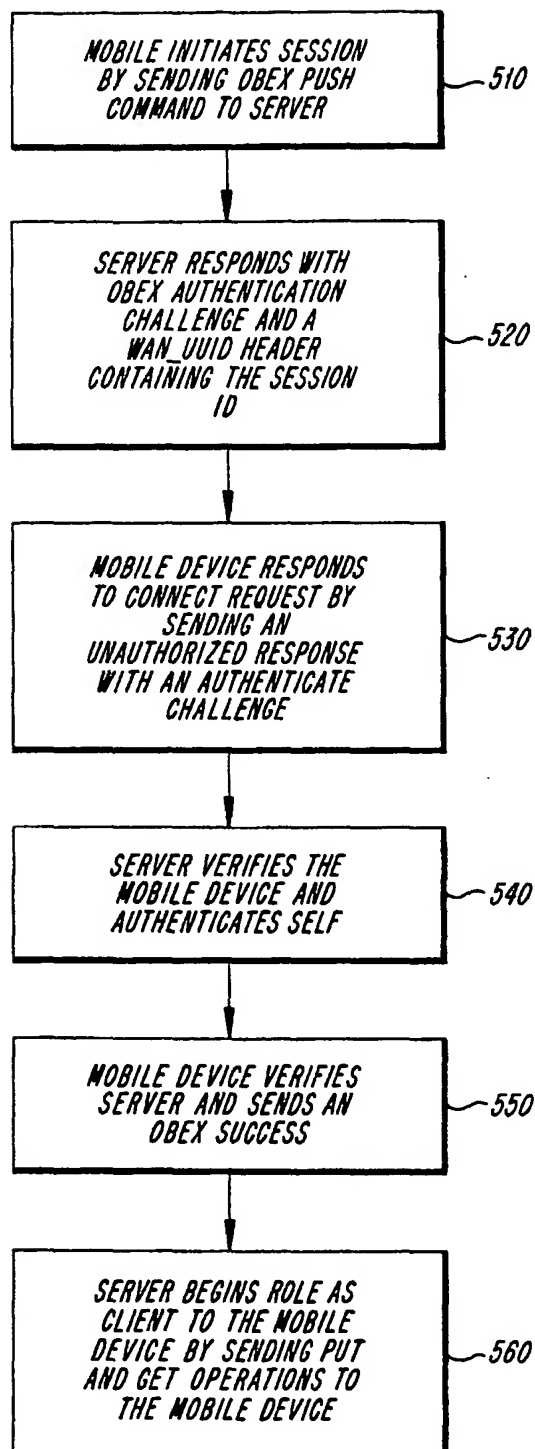 MOBILE INITIATES SESSION
BY SENDING OBEX PUSH
COMMAND TO SERVER
510
SERVER RESPONDS WITH
OBEX AUTHENTICATION
CHALLENGE AND A
WAN_UUID HEADER
CONTAINING THE SESSION
ID
520
MOBILE DEVICE RESPONDS
TO CONNECT REQUEST BY
SENDING AN
UNAUTHORIZED RESPONSE
WITH AN AUTHENTICATE
CHALLENGE
530
SERVER VERIFIES THE
MOBILE DEVICE AND
AUTHENTICATES SELF
540
MOBILE DEVICE VERIFIES
SERVER AND SENDS AN
OBEX SUCCESS
550
SERVER BEGINS ROLE AS
CLIENT TO THE MOBILE
DEVICE BY SENDING PUT
AND GET OPERATIONS TO
THE MOBILE DEVICE
560